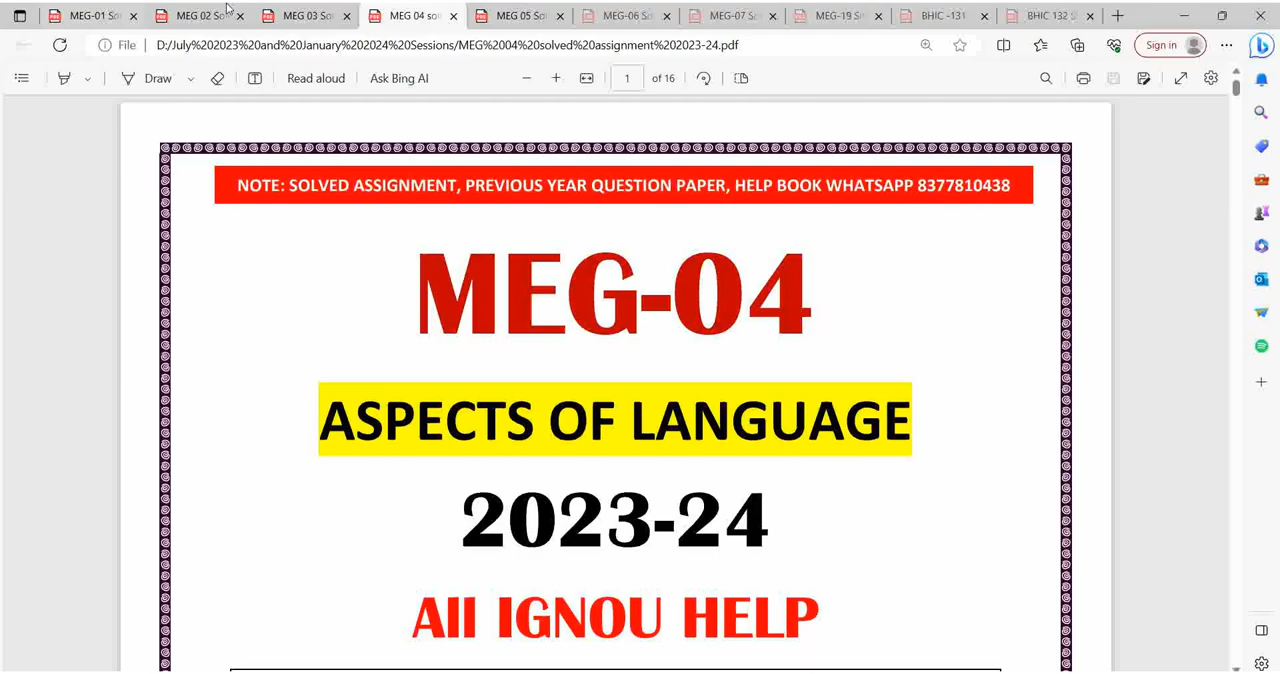 MEG-01 So
MEG 02 So
MEG 03 So
MEG 04 so
MEG 05 So
MEG-06 So
MEG-07 So
MEG-19 S
BHIC -131
BHIC 132 S
File
D:/July%202023%20and%20January%202024%20Sessions/MEG%2004%20solved%20assignment%202023-24.pdf
Sign in
Draw
Read aloud
Ask Bing AI
1 of 16
NOTE: SOLVED ASSIGNMENT, PREVIOUS YEAR QUESTION PAPER, HELP BOOK WHATSAPP 8377810438
MEG-04
ASPECTS OF LANGUAGE
2023-24
All IGNOU HELP